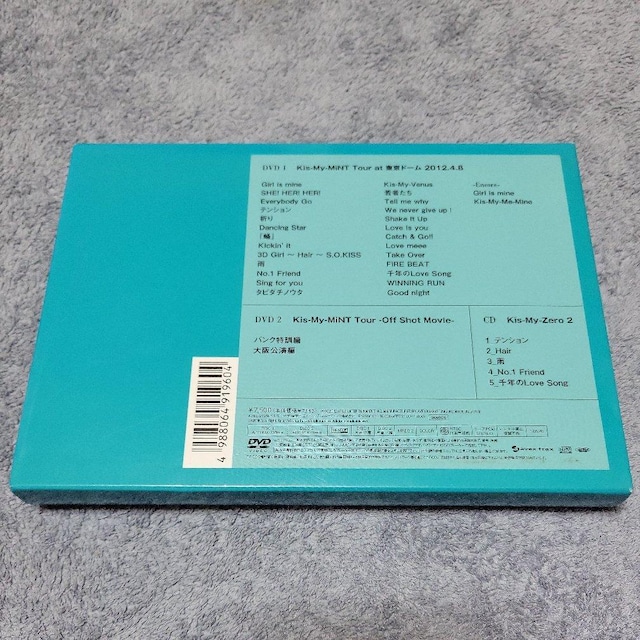 DVD 1 Kis-My-MiNT Tour at 東京ドーム 2012.4.8
Girl is mine
SHE! HER! HER!
Everybody Go
テンション
祈り
Dancing Star
「蜃」
Kickin' it
3D Girl ～ Hair ～ S.O.KISS
雨
No.1 Friend
Sing for you
タビタチノウタ
Kis-My-Venus
若者たち
Tell me why
We never give up!
Shake It Up
Love is you
Catch & Go!!
Love meee
Take Over
FIRE BEAT
千年のLove Song
WINNING RUN
Good night
-Encore-
Girl is mine
Kis-My-Me-Mine
DVD 2 Kis-My-MiNT Tour -Off Shot Movie-
バンク特訓編
大阪公演編
CD Kis-My-Zero 2
1_テンション
2_Hair
3_雨
4_No.1 Friend
5_千年のLove Song
4 988064 919604
DVD
avex trax